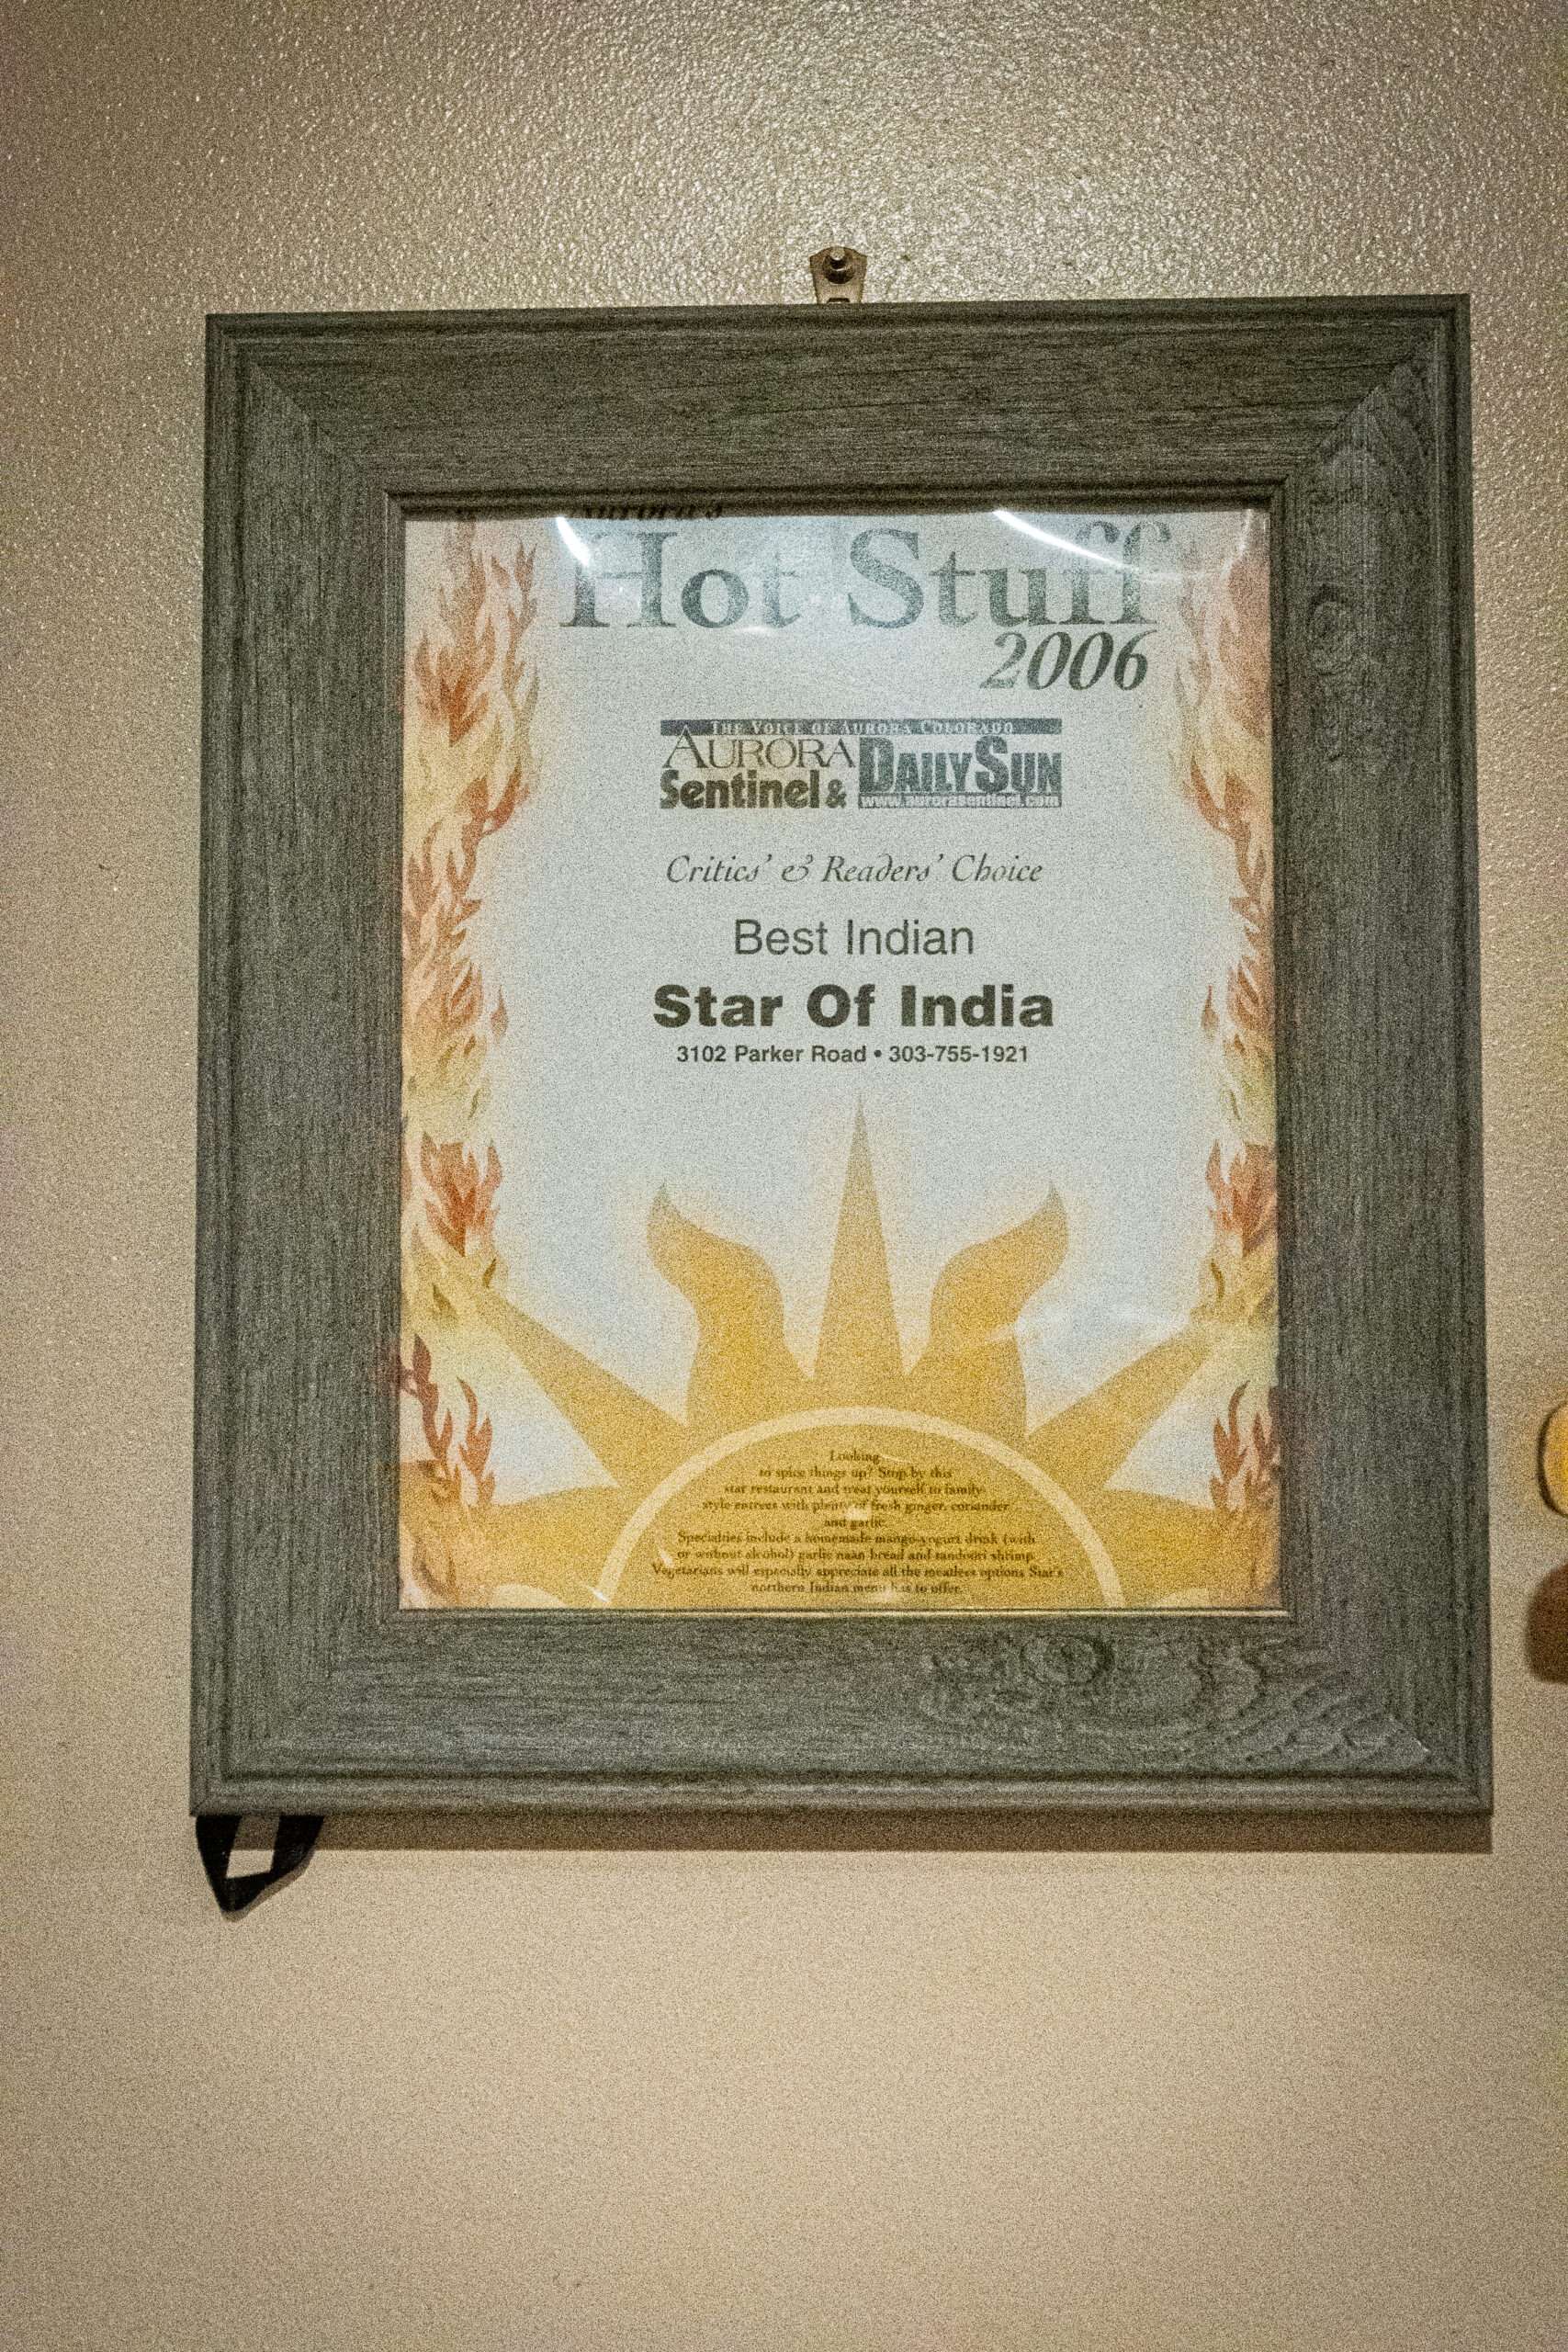 Hot Stuff
2006
THE VOICE OF AURORA COLORADO
AURORA
Sentinel &
DAILY SUN
www.aurorasentinel.com
Critics' & Readers' Choice
Best Indian
Star Of India
3102 Parker Road • 303-755-1921
Looking
to spice things up? Stop by this
star restaurant and treat yourself to family-
style entrees with plenty of fresh ginger, coriander
and garlic.
Specialties include a homemade mango-yogurt drink (with
or without alcohol) garlic naan bread and tandoori shrimp.
Vegetarians will especially appreciate all the meatless options Star's
northern Indian menu has to offer.